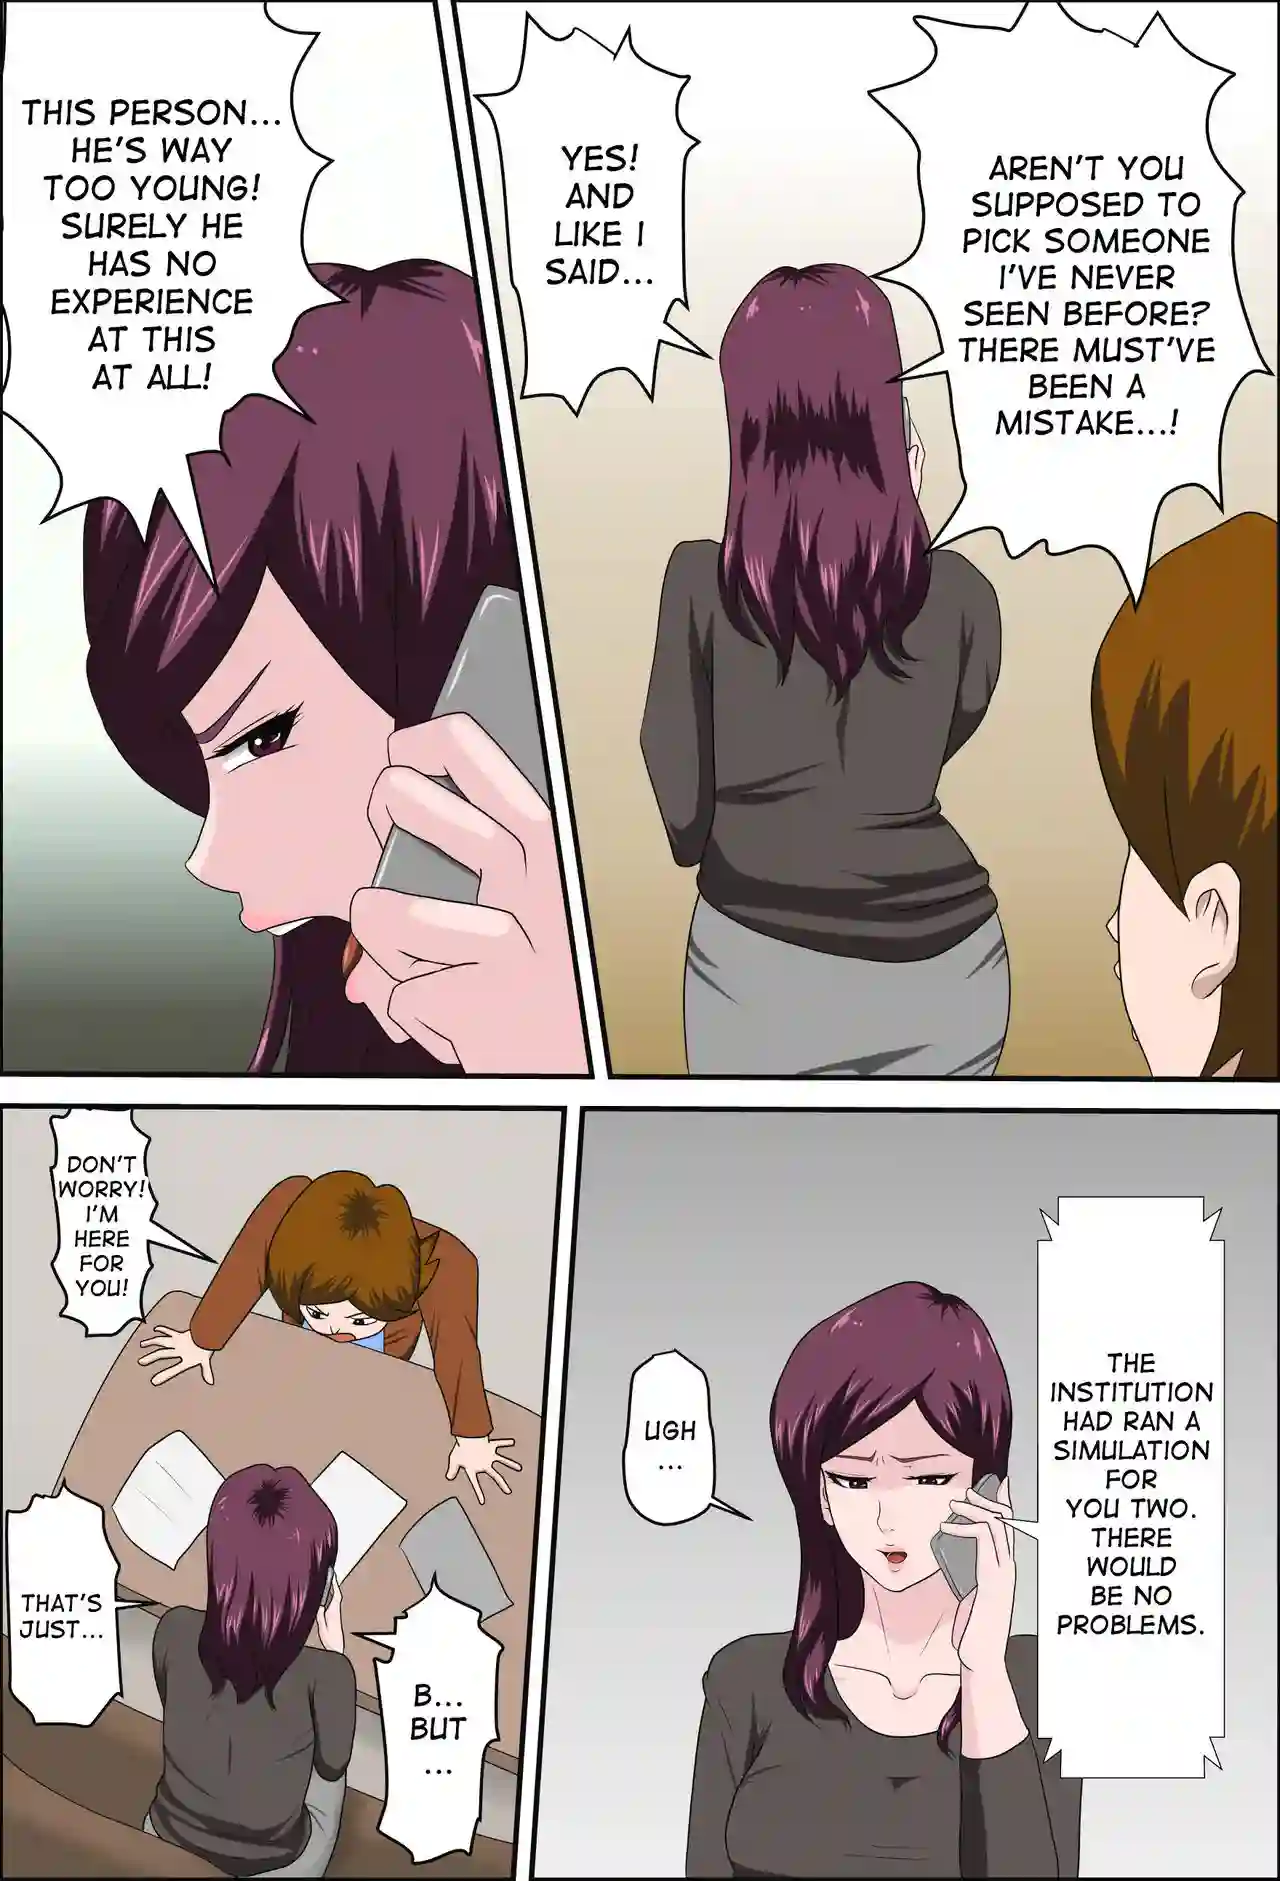 AREN'T YOU
SUPPOSED TO
PICK SOMEONE
I'VE NEVER
SEEN BEFORE?
THERE MUST'VE
BEEN A
MISTAKE...!
YES!
AND
LIKE I
SAID...
THIS PERSON...
HE'S WAY
TOO YOUNG!
SURELY HE
HAS NO
EXPERIENCE
AT THIS
AT ALL!
THE
INSTITUTION
HAD RAN A
SIMULATION
FOR
YOU TWO.
THERE
WOULD
BE NO
PROBLEMS.
UGH
...
DON'T
WORRY!
I'M
HERE
FOR
YOU!
B...
BUT
...
THAT'S
JUST...